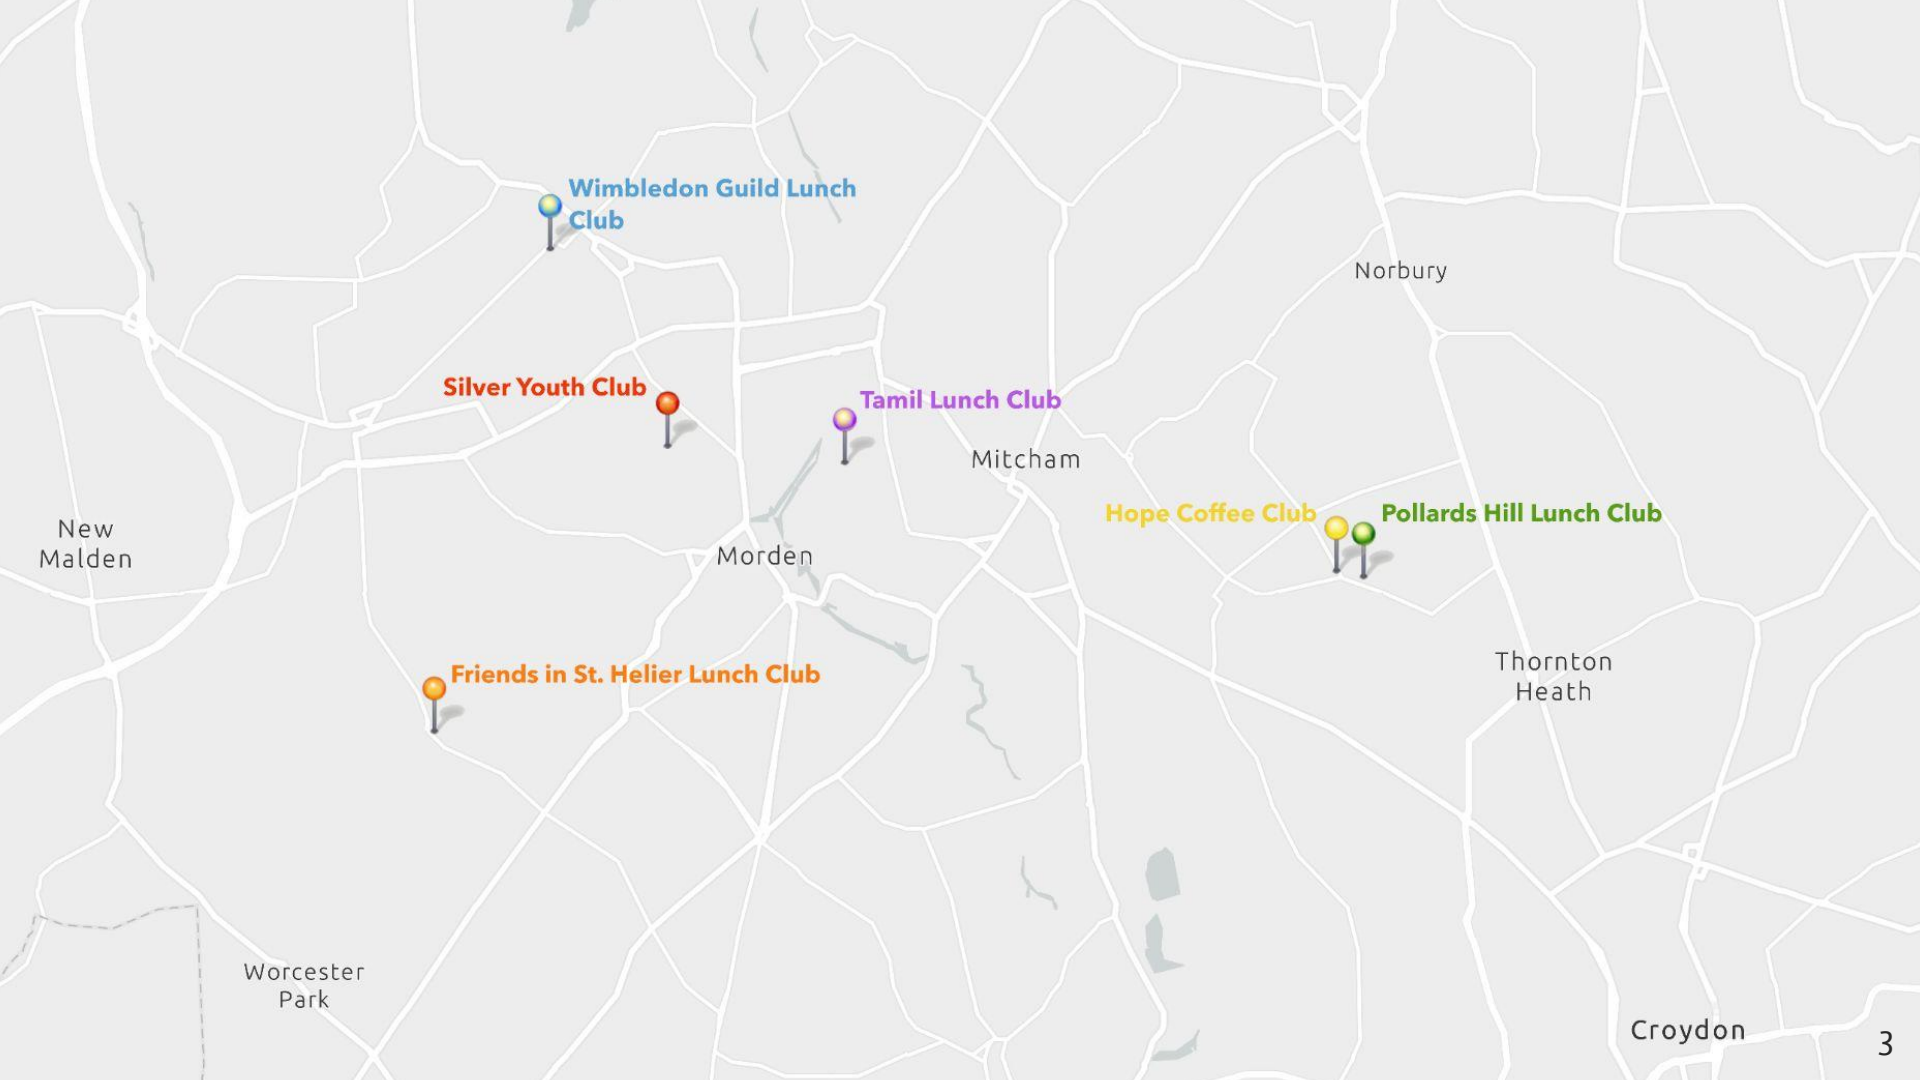 Wimbledon Guild Lunch
Club
Norbury
Silver Youth Club
Tamil Lunch Club
Mitcham
Hope Coffee Club
Pollards Hill Lunch Club
New
Malden
Morden
Friends in St. Helier Lunch Club
Thornton
Heath
Worcester
Park
Croydon
3